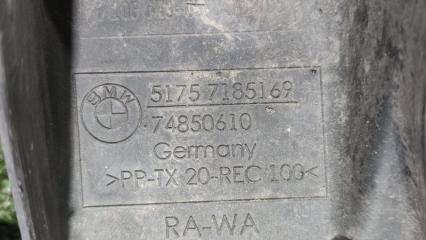 BMW
5175 7185169
74850610
Germany
>PP-TX 20-REC 100<
RA-WA